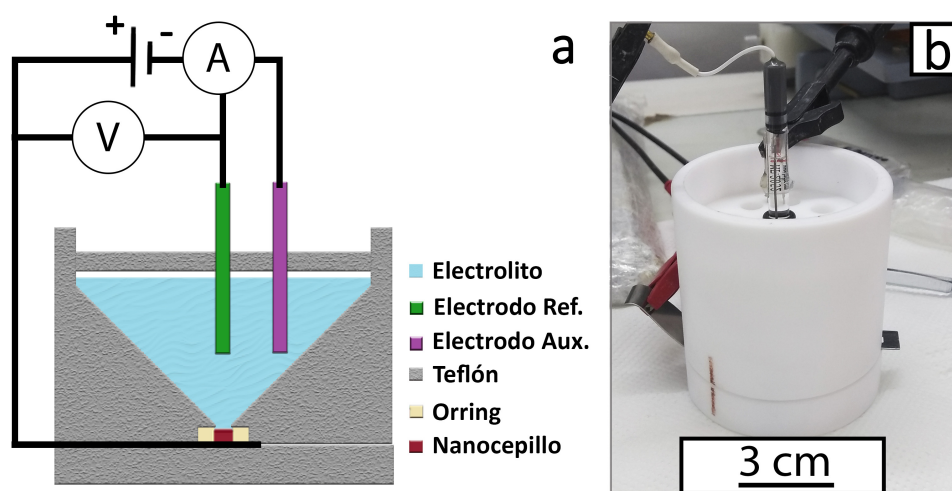 +
-
A
V
a
b
Electrolito
Electrodo Ref.
Electrodo Aux.
Teflón
Orring
Nanocepillo
3 cm